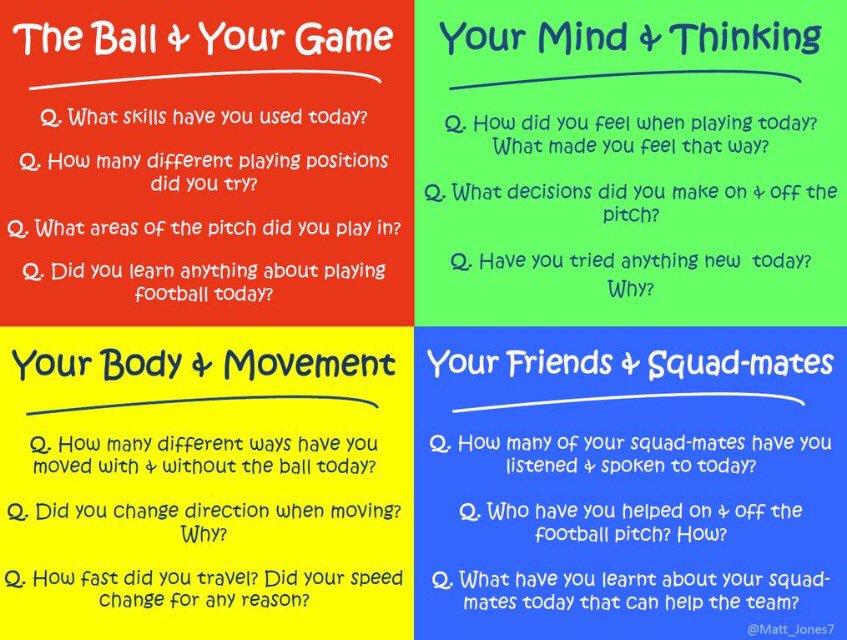 The Ball & Your Game
Q. What skills have you used today?
Q. How many different playing positions
did you try?
Q. What areas of the pitch did you play in?
Q. Did you learn anything about playing
football today?
Your Mind & Thinking
Q. How did you feel when playing today?
What made you feel that way?
Q. What decisions did you make on & off the
pitch?
Q. Have you tried anything new today?
Why?
Your Body & Movement
Q. How many different ways have you
moved with & without the ball today?
Q. Did you change direction when moving?
Why?
Q. How fast did you travel? Did your speed
change for any reason?
Your Friends & Squad-mates
Q. How many of your squad-mates have you
listened & spoken to today?
Q. Who have you helped on & off the
football pitch? How?
Q. What have you learnt about your squad-
mates today that can help the team?
@Matt_Jones7